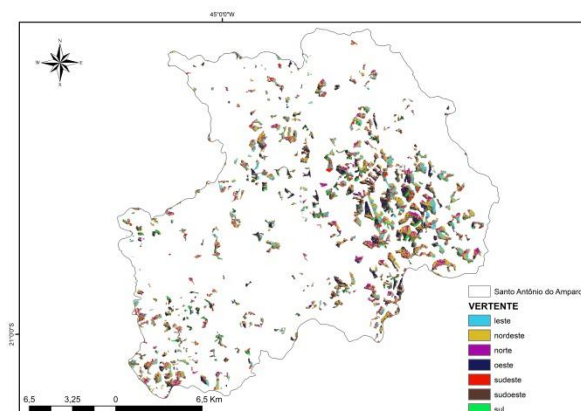 45°0'0"W
N
W
E
S
21°0'0"S
Santo Antônio do Amparo
VERTENTE
leste
nordeste
norte
oeste
sudeste
sudoeste
sul
6,5 3,25 0 6,5 Km